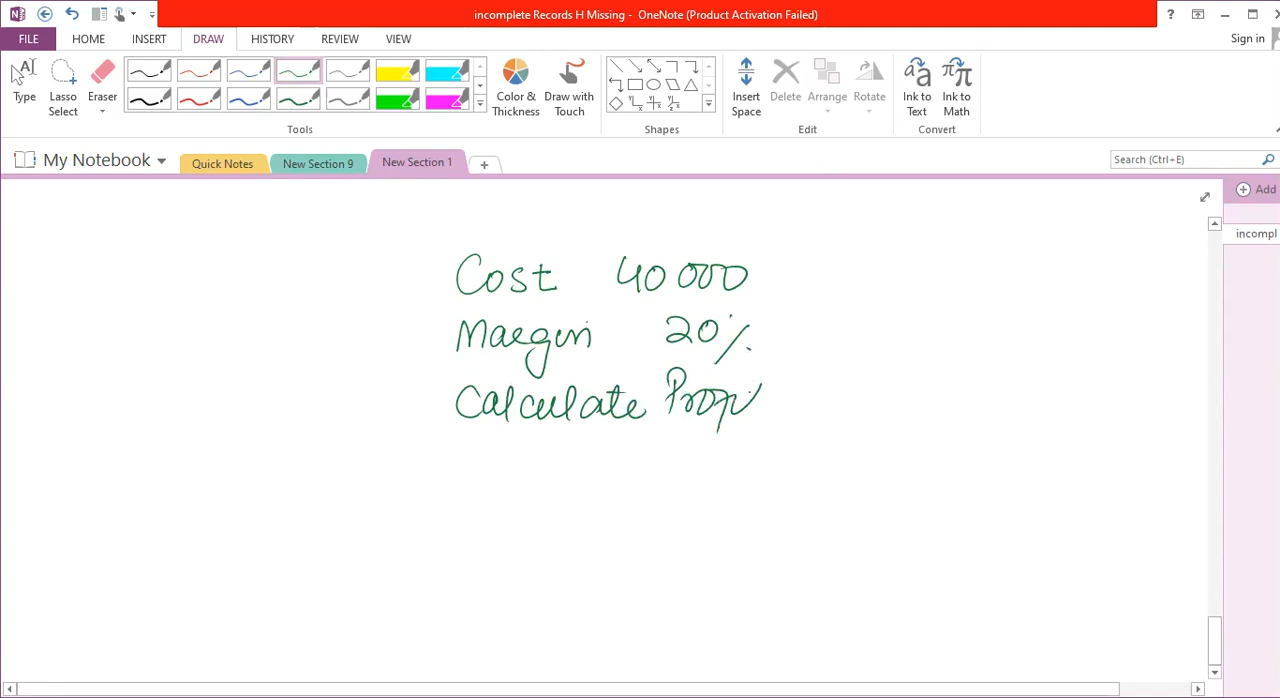 incomplete Records H Missing - OneNote (Product Activation Failed)
? Sign in
FILE HOME INSERT DRAW HISTORY REVIEW VIEW
Type Lasso Select Eraser Color & Thickness Draw with Touch Insert Space Delete Arrange Rotate Ink to Text Ink to Math
Tools Shapes Edit Convert
My Notebook Quick Notes New Section 9 New Section 1 + Search (Ctrl+E)
Add
incompl
Cost 40000
Margin 20%
Calculate